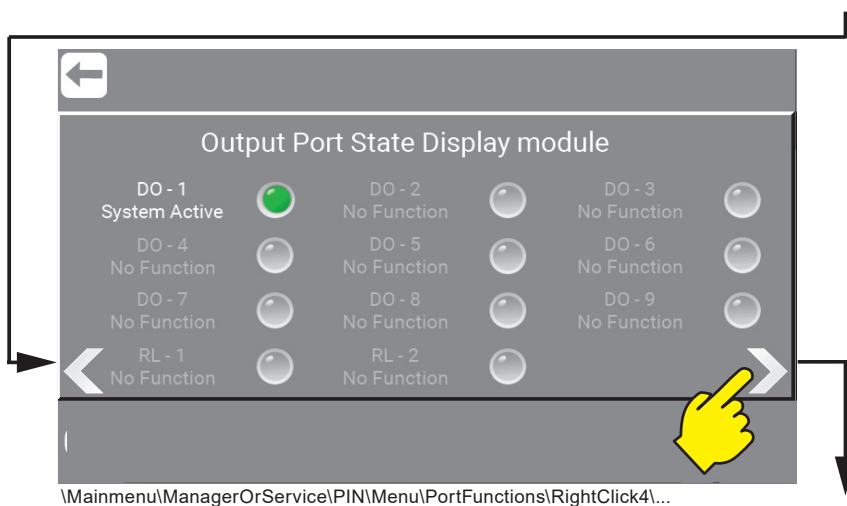 Output Port State Display module
DO - 1 DO - 2 DO - 3
System Active No Function No Function
DO - 4 DO - 5 DO - 6
No Function No Function No Function
DO - 7 DO - 8 DO - 9
No Function No Function No Function
RL - 1 RL - 2
No Function No Function
\Mainmenu\ManagerOrService\PIN\Menu\PortFunctions\RightClick4\...